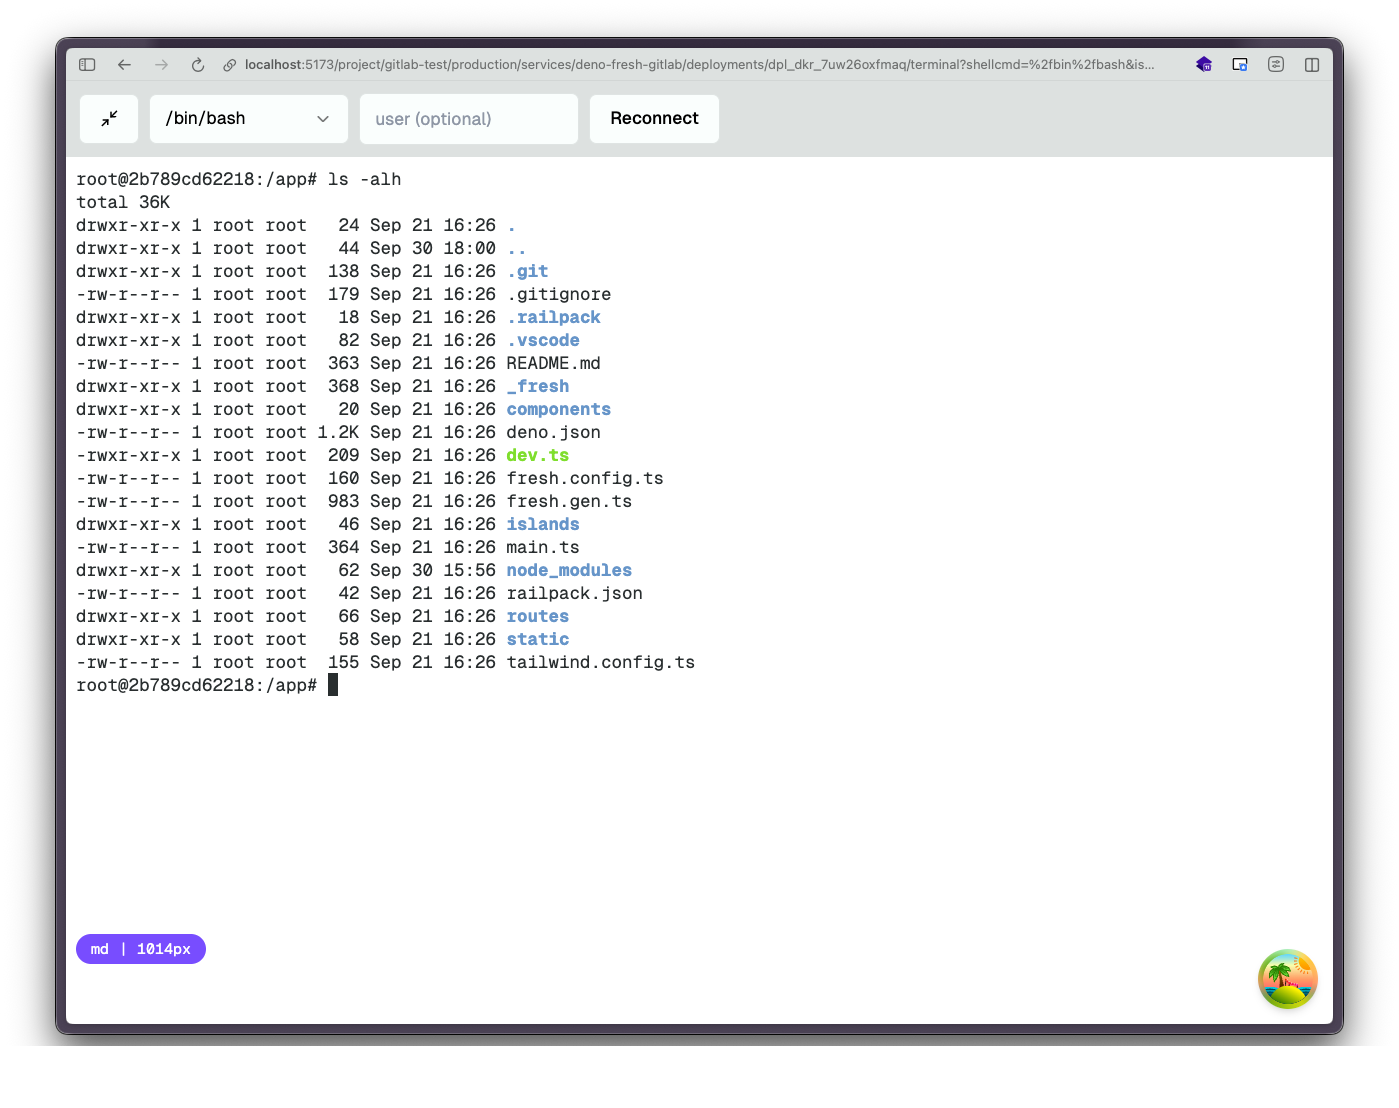 localhost:5173/project/gitlab-test/production/services/deno-fresh-gitlab/deployments/dpl_dkr_7uw26oxfmaq/terminal?shellcmd=%2fbin%2fbash&is...
/bin/bash
user (optional)
Reconnect
root@2b789cd62218:/app# ls -alh
total 36K
drwxr-xr-x 1 root root   24 Sep 21 16:26 .
drwxr-xr-x 1 root root   44 Sep 30 18:00 ..
drwxr-xr-x 1 root root  138 Sep 21 16:26 .git
-rw-r--r-- 1 root root  179 Sep 21 16:26 .gitignore
drwxr-xr-x 1 root root   18 Sep 21 16:26 .railpack
drwxr-xr-x 1 root root   82 Sep 21 16:26 .vscode
-rw-r--r-- 1 root root  363 Sep 21 16:26 README.md
drwxr-xr-x 1 root root  368 Sep 21 16:26 _fresh
drwxr-xr-x 1 root root   20 Sep 21 16:26 components
-rw-r--r-- 1 root root 1.2K Sep 21 16:26 deno.json
-rwxr-xr-x 1 root root  209 Sep 21 16:26 dev.ts
-rw-r--r-- 1 root root  160 Sep 21 16:26 fresh.config.ts
-rw-r--r-- 1 root root  983 Sep 21 16:26 fresh.gen.ts
drwxr-xr-x 1 root root   46 Sep 21 16:26 islands
-rw-r--r-- 1 root root  364 Sep 21 16:26 main.ts
drwxr-xr-x 1 root root   62 Sep 30 15:56 node_modules
-rw-r--r-- 1 root root   42 Sep 21 16:26 railpack.json
drwxr-xr-x 1 root root   66 Sep 21 16:26 routes
drwxr-xr-x 1 root root   58 Sep 21 16:26 static
-rw-r--r-- 1 root root  155 Sep 21 16:26 tailwind.config.ts
root@2b789cd62218:/app#
md | 1014px